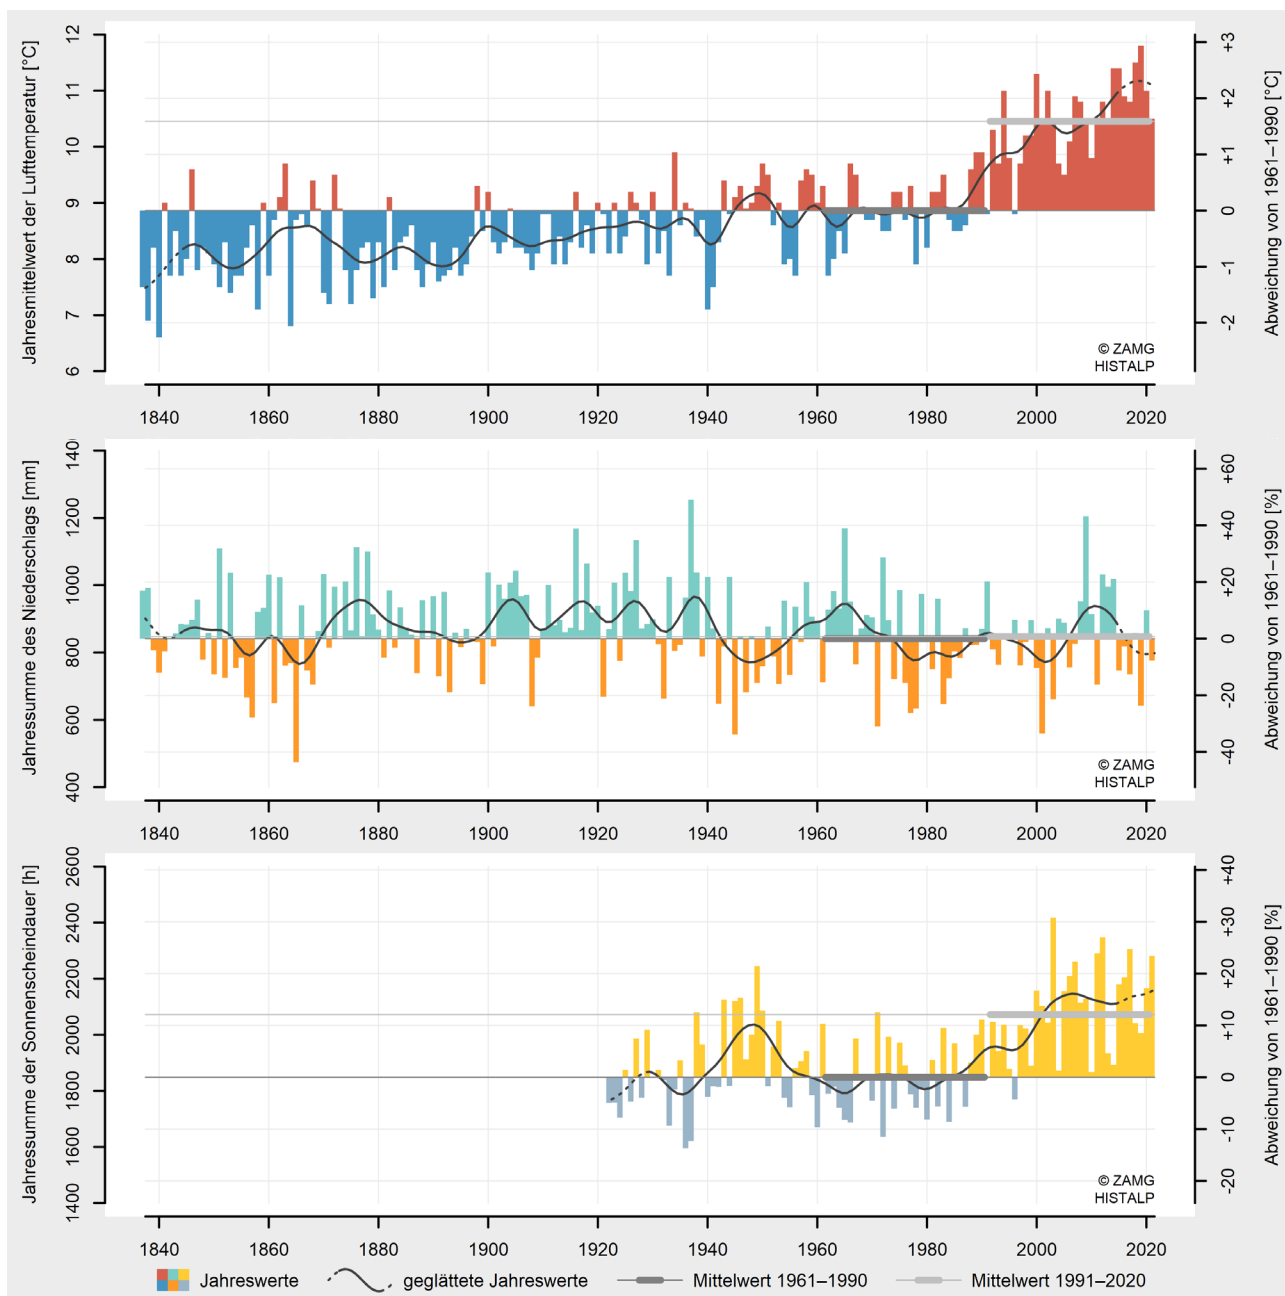 Jahresmittelwert der Lufttemperatur [°C]
12
11
10
9
8
7
6
+3
+2
+1
0
-1
-2
Abweichung von 1961–1990 [°C]
© ZAMG
HISTALP
1840 1860 1880 1900 1920 1940 1960 1980 2000 2020
Jahressumme des Niederschlags [mm]
140
1200
1000
800
600
400
+60
+40
+20
0
-20
-40
Abweichung von 1961–1990 [%]
© ZAMG
HISTALP
1840 1860 1880 1900 1920 1940 1960 1980 2000 2020
Jahressumme der Sonnenscheindauer [h]
2600
2400
2200
2000
1800
1600
1400
+40
+30
+20
+10
0
-10
-20
Abweichung von 1961–1990 [%]
© ZAMG
HISTALP
1840 1860 1880 1900 1920 1940 1960 1980 2000 2020
Jahreswerte geglättete Jahreswerte Mittelwert 1961–1990 Mittelwert 1991–2020